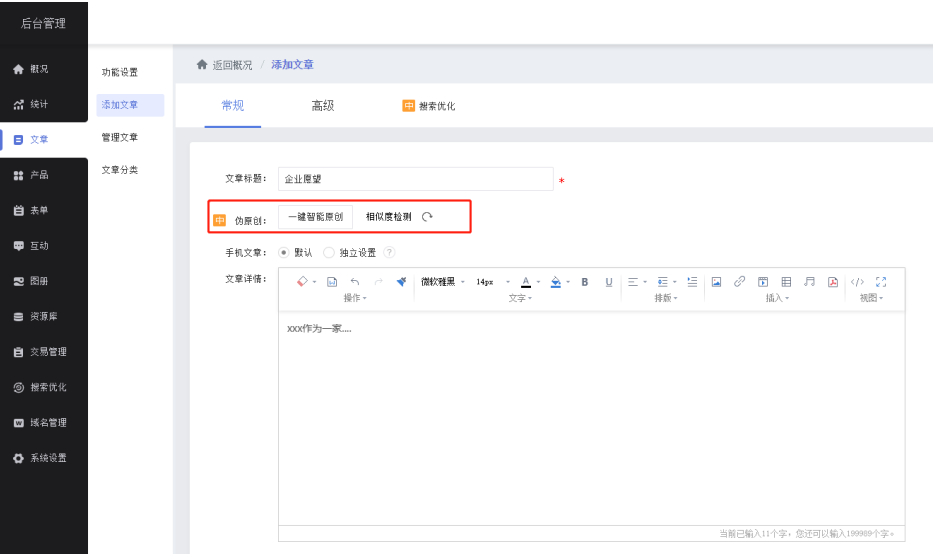 后台管理
概况
统计
文章
产品
表单
互动
图册
资源库
交易管理
搜索优化
域名管理
系统设置
功能设置
添加文章
管理文章
文章分类
返回概况 / 添加文章
常规 高级 中 搜索优化
文章标题: 企业愿望 *
中 伪原创: 一键智能原创 相似度检测
手机文章: 默认 独立设置 ?
文章详情:
微软雅黑 14px A B U </>
操作 文字 排版 插入 视图
xxx作为一家....
当前已输入11个字, 您还可以输入199989个字。